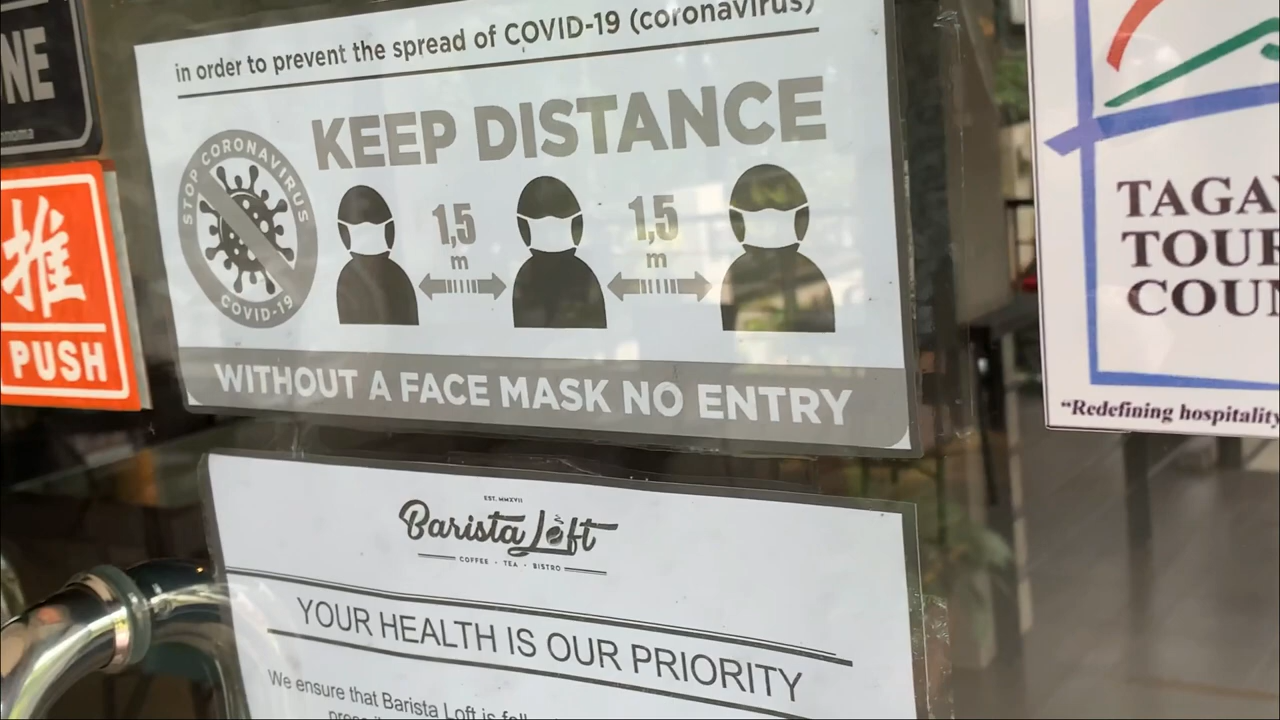 in order to prevent the spread of COVID-19 (coronavirus)
KEEP DISTANCE
STOP CORONAVIRUS
COVID-19
1,5
m
1,5
m
WITHOUT A FACE MASK NO ENTRY
NE
推
PUSH
EST. MMXVII
Barista Loft
COFFEE - TEA - BISTRO
YOUR HEALTH IS OUR PRIORITY
We ensure that Barista Loft is
TAGA
TOUR
COUN
"Redefining hospitality